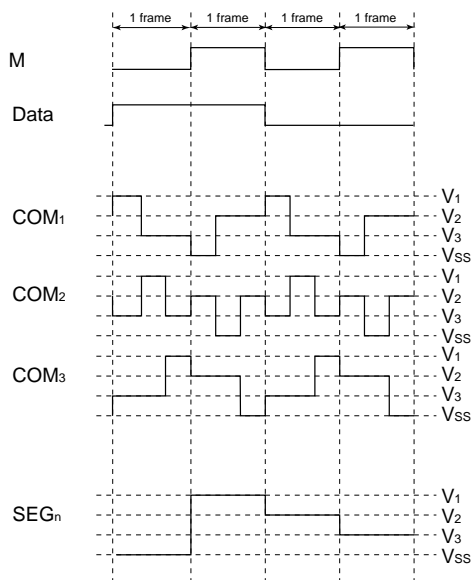 1 frame 1 frame 1 frame 1 frame
M
Data
V1
COM1 V2
V3
VSS
V1
COM2 V2
V3
VSS
V1
COM3 V2
V3
VSS
V1
SEGn V2
V3
VSS